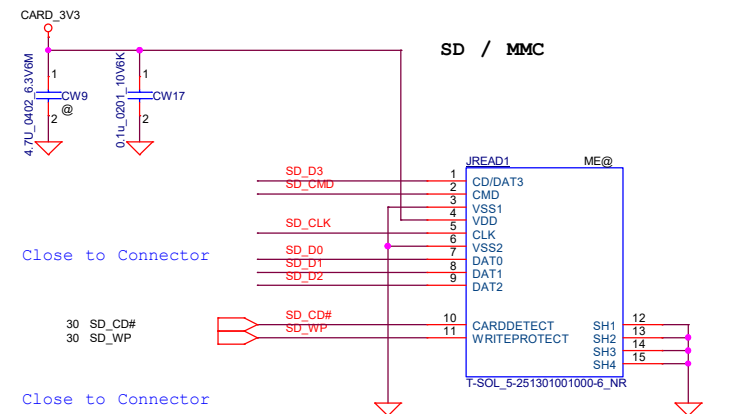 CARD_3V3
SD / MMC
4.7U_0402_6.3V6M
1
CW9
@
2
0.1u_0201_10V6K
1
CW17
2
JREAD1 ME@
SD_D3 1 CD/DAT3
SD_CMD 2 CMD
3 VSS1
4 VDD
SD_CLK 5 CLK
6 VSS2
SD_D0 7 DAT0
SD_D1 8 DAT1
SD_D2 9 DAT2
Close to Connector
30 SD_CD# SD_CD# 10 CARDDETECT SH1 12
30 SD_WP SD_WP 11 WRITEPROTECT SH2 13
SH3 14
SH4 15
T-SOL_5-251301001000-6_NR
Close to Connector